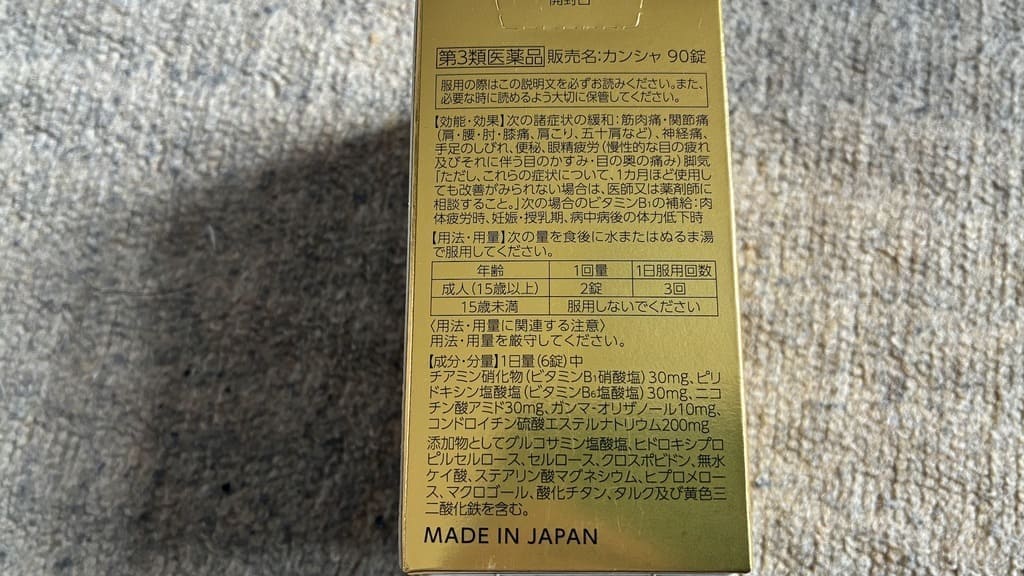 開封口
第3類医薬品 販売名:カンシャ 90錠
服用の際はこの説明文を必ずお読みください。また、
必要な時に読めるよう大切に保管してください。
【効能・効果】次の諸症状の緩和:筋肉痛・関節痛
(肩・腰・肘・膝痛、肩こり、五十肩など)、神経痛、
手足のしびれ、便秘、眼精疲労(慢性的な目の疲れ
及びそれに伴う目のかすみ・目の奥の痛み)脚気
「ただし、これらの症状について、1カ月ほど使用し
ても改善がみられない場合は、医師又は薬剤師に
相談すること。」次の場合のビタミンB₁の補給:肉
体疲労時、妊娠・授乳期、病中病後の体力低下時
【用法・用量】次の量を食後に水またはぬるま湯
で服用してください。
年齢 1回量 1日服用回数
成人(15歳以上) 2錠 3回
15歳未満 服用しないでください
〈用法・用量に関連する注意〉
用法・用量を厳守してください。
【成分・分量】1日量(6錠)中
チアミン硝化物(ビタミンB₁硝酸塩)30mg、ピリ
ドキシン塩酸塩(ビタミンB₆塩酸塩)30mg、ニコ
チン酸アミド30mg、ガンマ-オリザノール10mg、
コンドロイチン硫酸エステルナトリウム200mg
添加物としてグルコサミン塩酸塩、ヒドロキシプロ
ピルセルロース、セルロース、クロスポビドン、無水
ケイ酸、ステアリン酸マグネシウム、ヒプロメロー
ス、マクロゴール、酸化チタン、タルク及び黄色三
二酸化鉄を含む。
MADE IN JAPAN